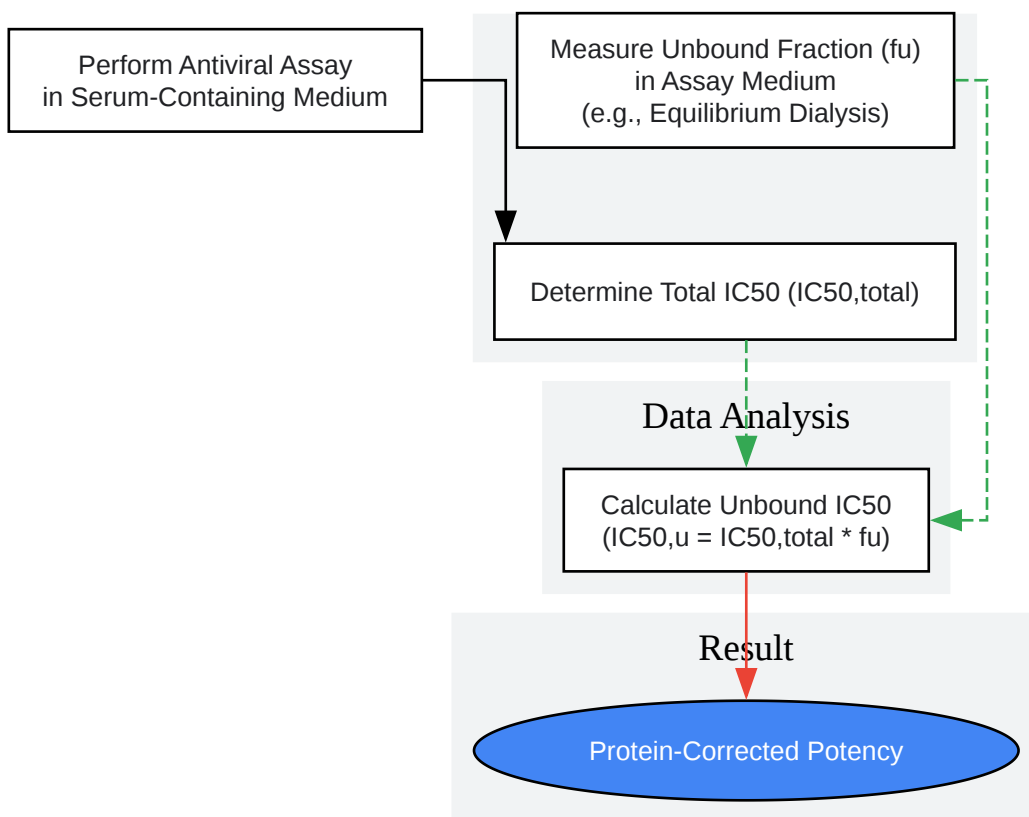 Perform Antiviral Assay
in Serum-Containing Medium
Measure Unbound Fraction (fu)
in Assay Medium
(e.g., Equilibrium Dialysis)
Determine Total IC50 (IC50,total)
Data Analysis
Calculate Unbound IC50
(IC50,u = IC50,total * fu)
Result
Protein-Corrected Potency